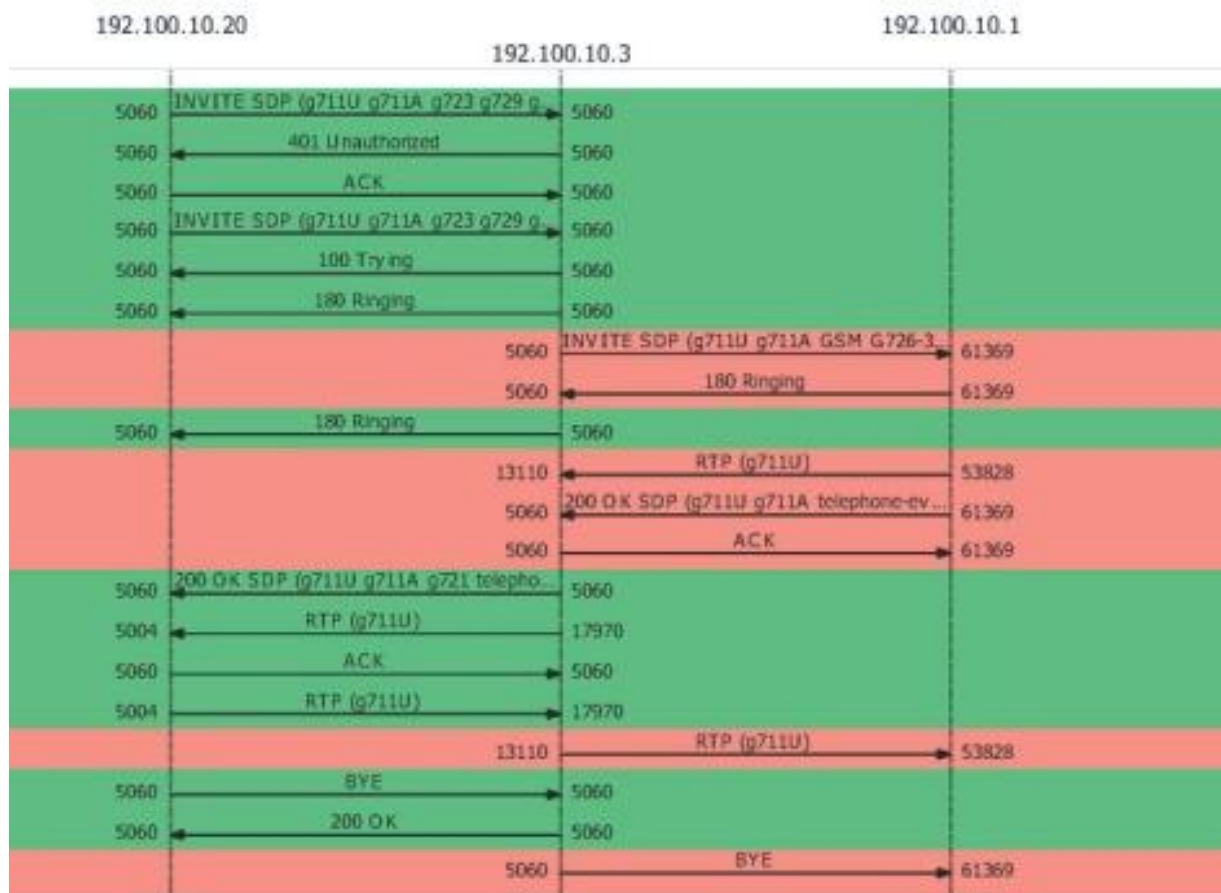 192.100.10.20 192.100.10.1
192.100.10.3
5060 INVITE SDP (g711U g711A g723 g729 g... 5060
5060 401 Unauthorized 5060
5060 ACK 5060
5060 INVITE SDP (g711U g711A g723 g729 g... 5060
5060 100 Trying 5060
5060 180 Ringing 5060
5060 INVITE SDP (g711U g711A GSM G726-3... 61369
5060 180 Ringing 61369
5060 180 Ringing 5060
13110 RTP (g711U) 53828
5060 200 OK SDP (g711U g711A telephone-ev... 61369
5060 ACK 61369
5060 200 OK SDP (g711U g711A g721 telepho... 5060
5004 RTP (g711U) 17970
5060 ACK 5060
5004 RTP (g711U) 17970
13110 RTP (g711U) 53828
5060 BYE 5060
5060 200 OK 5060
5060 BYE 61369